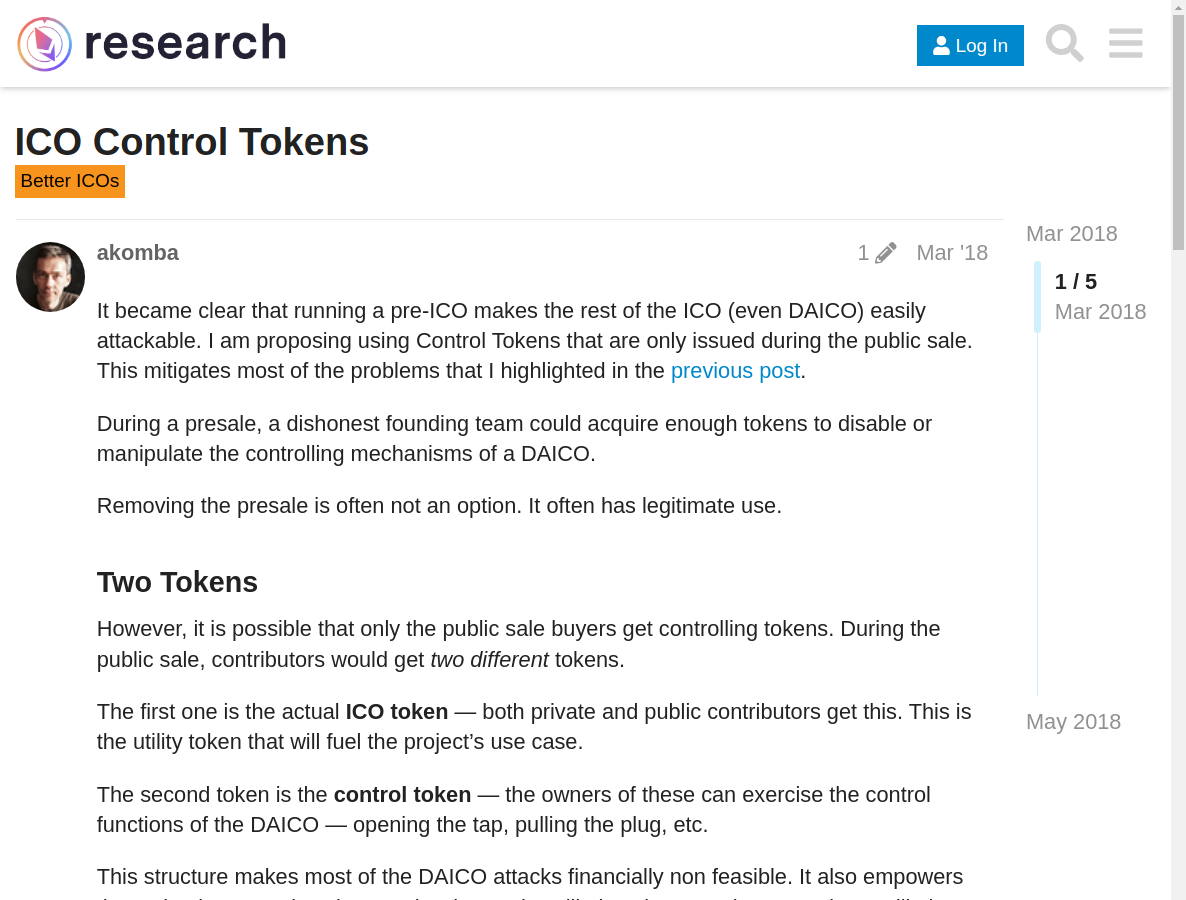 research
Log In
ICO Control Tokens
Better ICOs
Mar 2018
akomba
1 Mar '18
1 / 5
Mar 2018
It became clear that running a pre-ICO makes the rest of the ICO (even DAICO) easily
attackable. I am proposing using Control Tokens that are only issued during the public sale.
This mitigates most of the problems that I highlighted in the previous post.
During a presale, a dishonest founding team could acquire enough tokens to disable or
manipulate the controlling mechanisms of a DAICO.
Removing the presale is often not an option. It often has legitimate use.
Two Tokens
However, it is possible that only the public sale buyers get controlling tokens. During the
public sale, contributors would get two different tokens.
The first one is the actual ICO token — both private and public contributors get this. This is
the utility token that will fuel the project’s use case.
May 2018
The second token is the control token — the owners of these can exercise the control
functions of the DAICO — opening the tap, pulling the plug, etc.
This structure makes most of the DAICO attacks financially non feasible. It also empowers